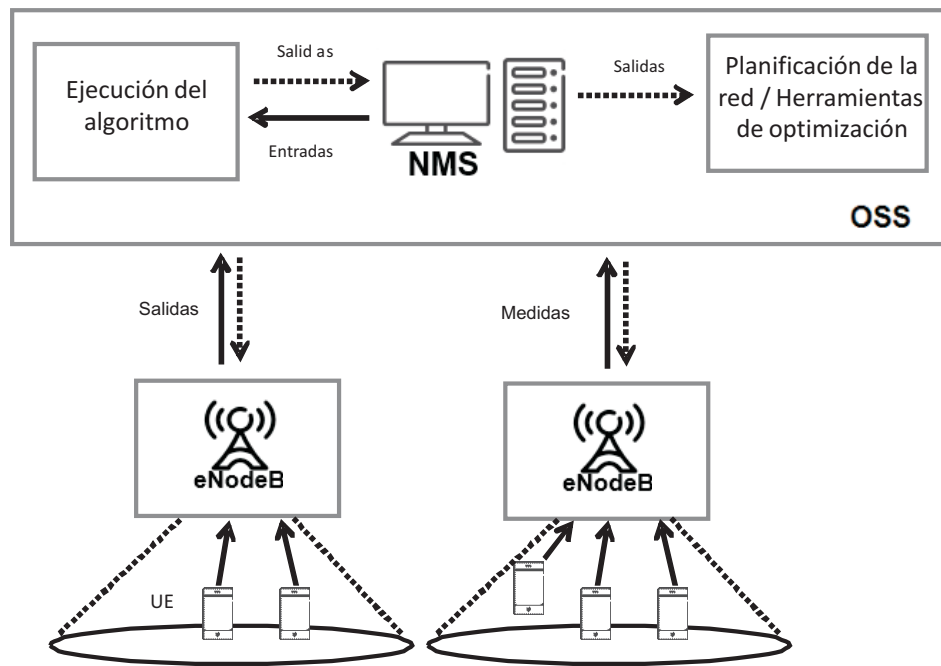 Ejecución del
algoritmo
Salid as
Entradas
NMS
Salidas
Planificación de la
red / Herramientas
de optimización
OSS
Salidas
Medidas
eNodeB
eNodeB
UE